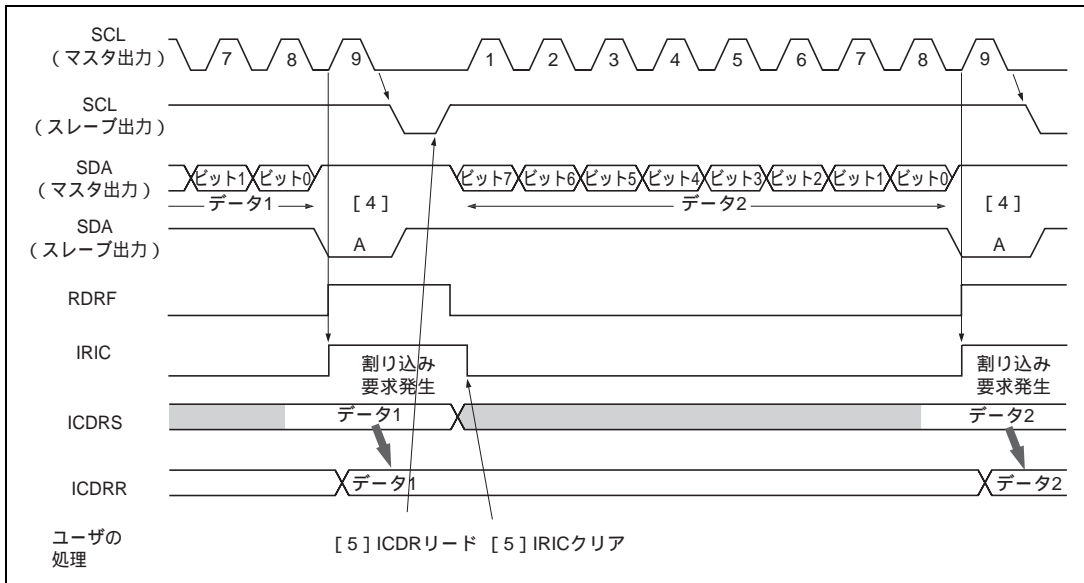 SCL
(マスタ出力)
7 8 9 1 2 3 4 5 6 7 8 9
SCL
(スレーブ出力)
SDA
(マスタ出力)
ビット1 ビット0 ビット7 ビット6 ビット5 ビット4 ビット3 ビット2 ビット1 ビット0
データ1 [4] データ2 [4]
SDA
(スレーブ出力)
A A
RDRF
IRIC
割り込み 割り込み
要求発生 要求発生
ICDRS
データ1 データ2
ICDRR
データ1 データ2
ユーザの
処理
[5] ICDRリード [5] IRICクリア